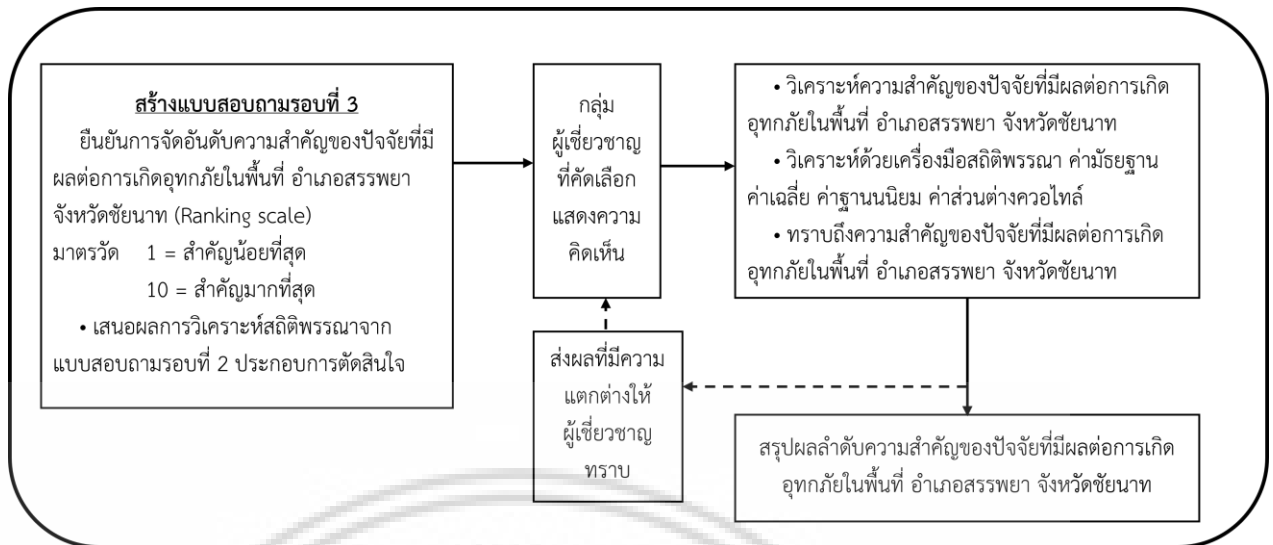 สร้างแบบสอบถามรอบที่ 3
ยืนยันการจัดอันดับความสำคัญของปัจจัยที่มี
ผลต่อการเกิดอุทกภัยในพื้นที่ อำเภอสรรพยา
จังหวัดชัยนาท (Ranking scale)
มาตรวัด 1 = สำคัญน้อยที่สุด
10 = สำคัญมากที่สุด
• เสนอผลการวิเคราะห์สถิติพรรณาจาก
แบบสอบถามรอบที่ 2 ประกอบการตัดสินใจ
กลุ่ม
ผู้เชี่ยวชาญ
ที่คัดเลือก
แสดงความ
คิดเห็น
• วิเคราะห์ความสำคัญของปัจจัยที่มีผลต่อการเกิด
อุทกภัยในพื้นที่ อำเภอสรรพยา จังหวัดชัยนาท
• วิเคราะห์ด้วยเครื่องมือสถิติพรรณา ค่ามัธยฐาน
ค่าเฉลี่ย ค่าฐานนนิยม ค่าส่วนต่างควอไทล์
• ทราบถึงความสำคัญของปัจจัยที่มีผลต่อการเกิด
อุทกภัยในพื้นที่ อำเภอสรรพยา จังหวัดชัยนาท
ส่งผลที่มีความ
แตกต่างให้
ผู้เชี่ยวชาญ
ทราบ
สรุปผลลำดับความสำคัญของปัจจัยที่มีผลต่อการเกิด
อุทกภัยในพื้นที่ อำเภอสรรพยา จังหวัดชัยนาท